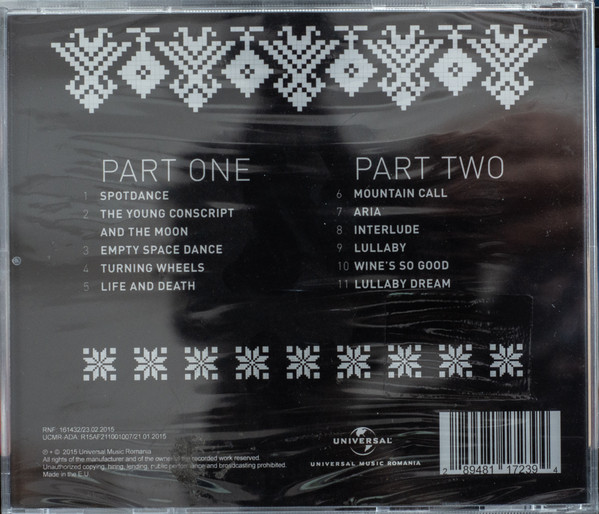 PART ONE
1 SPOTDANCE
2 THE YOUNG CONSCRIPT
AND THE MOON
3 EMPTY SPACE DANCE
4 TURNING WHEELS
5 LIFE AND DEATH
PART TWO
6 MOUNTAIN CALL
7 ARIA
8 INTERLUDE
9 LULLABY
10 WINE'S SO GOOD
11 LULLABY DREAM
RNF: 161432/23.02.2015
UCMR-ADA: R15AF211001007/21.01.2015
℗ + © 2015 Universal Music Romania
All rights of the manufacturer and of the owner of the recorded work reserved.
Unauthorized copying, hiring, lending, public performance and broadcasting prohibited.
Made in the E.U
UNIVERSAL
UNIVERSAL MUSIC ROMANIA
2 89481 17239 4